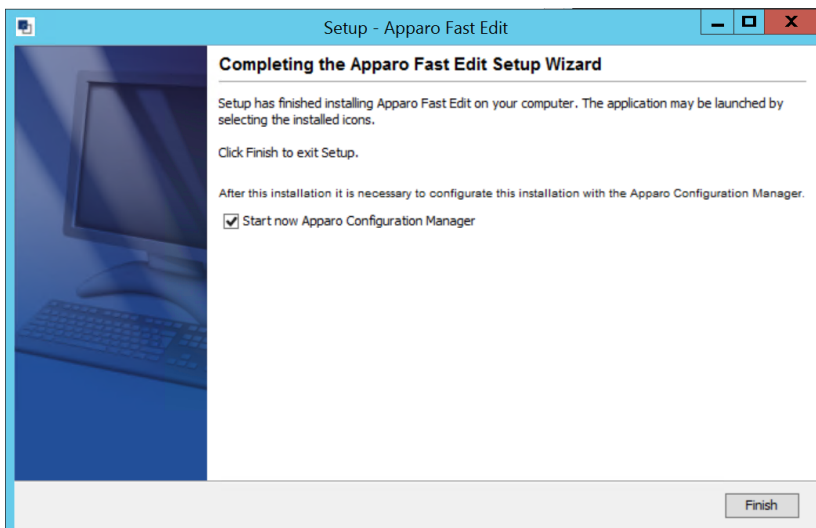 Setup - Apparo Fast Edit
Completing the Apparo Fast Edit Setup Wizard
Setup has finished installing Apparo Fast Edit on your computer. The application may be launched by
selecting the installed icons.
Click Finish to exit Setup.
After this installation it is necessary to configurate this installation with the Apparo Configuration Manager.
Start now Apparo Configuration Manager
Finish